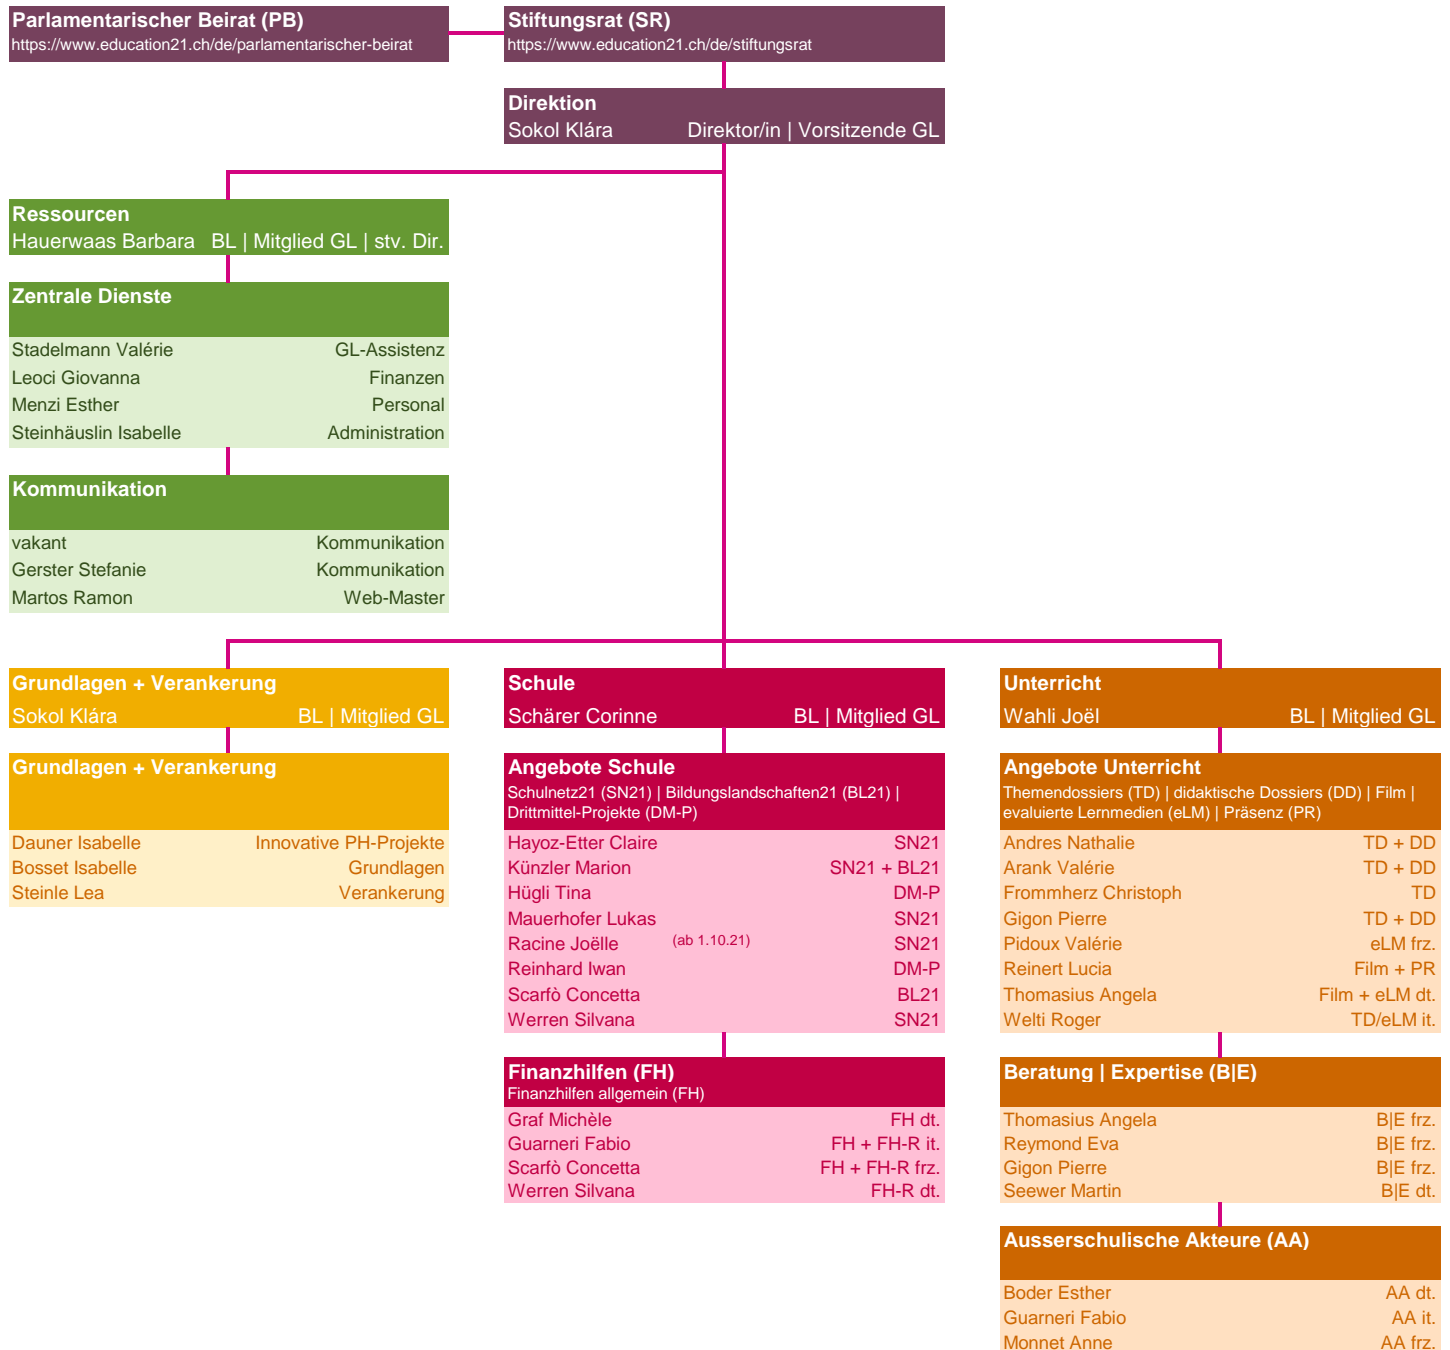 Parlamentarischer Beirat (PB)
https://www.education21.ch/de/parlamentarischer-beirat
Stiftungsrat (SR)
https://www.education21.ch/de/stiftungsrat
Direktion
Sokol Klára Direktor/in | Vorsitzende GL
Ressourcen
Hauerwaas Barbara BL | Mitglied GL | stv. Dir.
Zentrale Dienste
Stadelmann Valérie GL-Assistenz
Leoci Giovanna Finanzen
Menzi Esther Personal
Steinhäuslin Isabelle Administration
Kommunikation
vakant Kommunikation
Gerster Stefanie Kommunikation
Martos Ramon Web-Master
Grundlagen + Verankerung
Sokol Klára BL | Mitglied GL
Grundlagen + Verankerung
Dauner Isabelle Innovative PH-Projekte
Bosset Isabelle Grundlagen
Steinle Lea Verankerung
Schule
Schärer Corinne BL | Mitglied GL
Angebote Schule
Schulnetz21 (SN21) | Bildungslandschaften21 (BL21) |
Drittmittel-Projekte (DM-P)
Hayoz-Etter Claire SN21
Künzler Marion SN21 + BL21
Hügli Tina DM-P
Mauerhofer Lukas SN21
Racine Joëlle (ab 1.10.21) SN21
Reinhard Iwan DM-P
Scarfò Concetta BL21
Werren Silvana SN21
Finanzhilfen (FH)
Finanzhilfen allgemein (FH)
Graf Michèle FH dt.
Guarneri Fabio FH + FH-R it.
Scarfò Concetta FH + FH-R frz.
Werren Silvana FH-R dt.
Unterricht
Wahli Joël BL | Mitglied GL
Angebote Unterricht
Themendossiers (TD) | didaktische Dossiers (DD) | Film |
evaluierte Lernmedien (eLM) | Präsenz (PR)
Andres Nathalie TD + DD
Arank Valérie TD + DD
Frommherz Christoph TD
Gigon Pierre TD + DD
Pidoux Valérie eLM frz.
Reinert Lucia Film + PR
Thomasius Angela Film + eLM dt.
Welti Roger TD/eLM it.
Beratung | Expertise (B|E)
Thomasius Angela B|E frz.
Reymond Eva B|E frz.
Gigon Pierre B|E frz.
Seewer Martin B|E dt.
Ausserschulische Akteure (AA)
Boder Esther AA dt.
Guarneri Fabio AA it.
Monnet Anne AA frz.